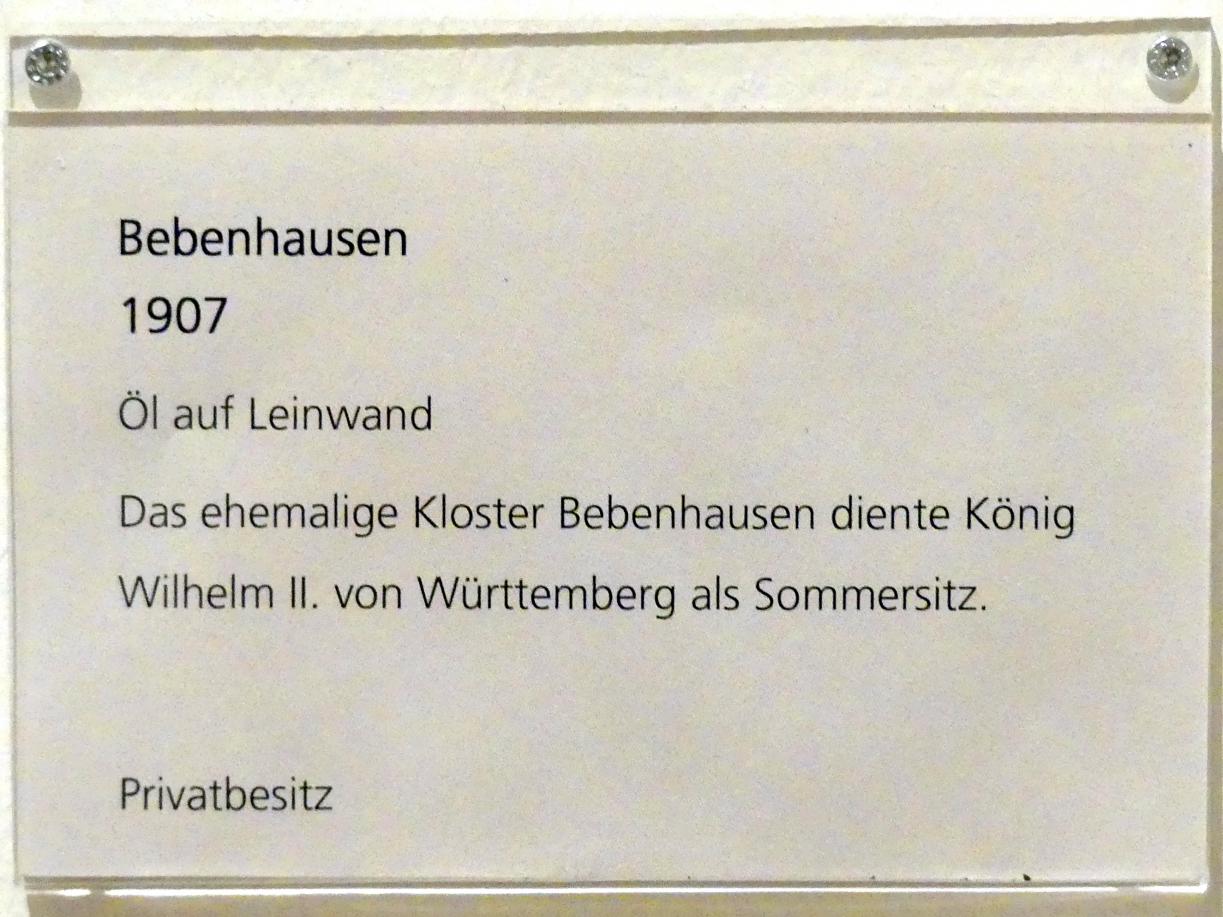 Bebenhausen
1907
Öl auf Leinwand
Das ehemalige Kloster Bebenhausen diente König
Wilhelm II. von Württemberg als Sommersitz.
Privatbesitz